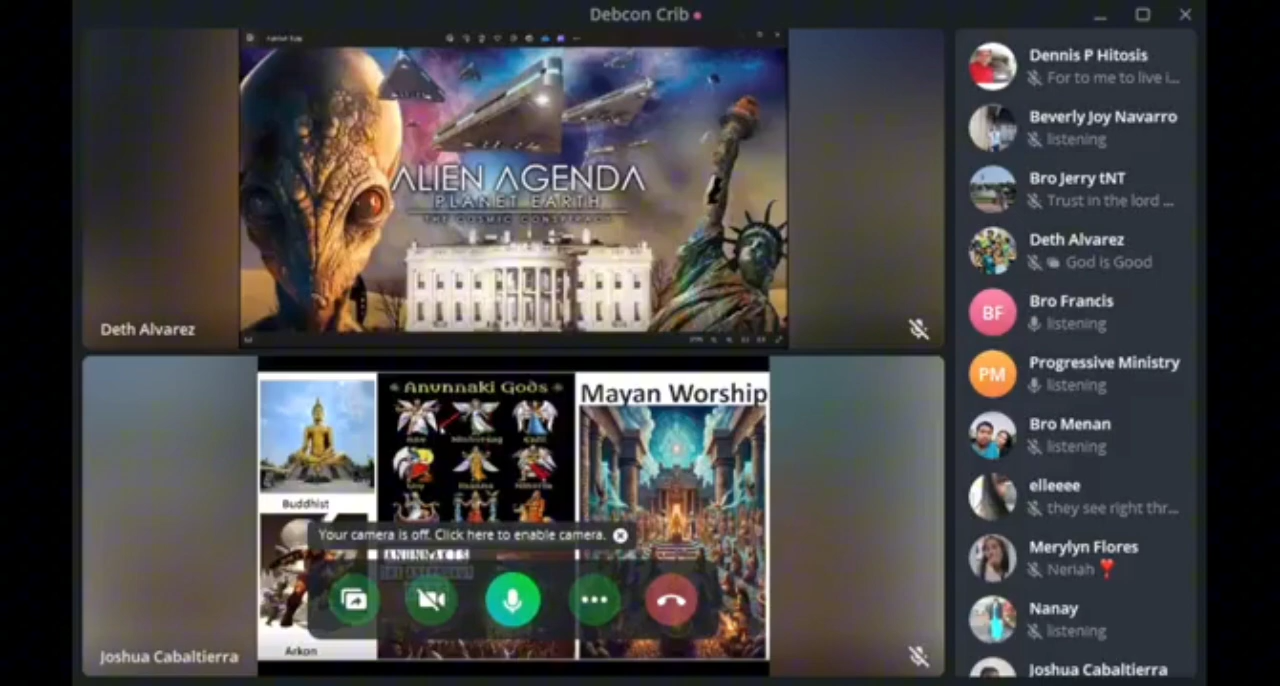 Debcon Crib
ALIEN AGENDA
PLANET EARTH
THE COSMIC CONSPIRACY
Deth Alvarez
Anunnaki Gods
Mayan Worship
Buddhist
Your camera is off. Click here to enable camera.
ANUNNAKIS
Arkon
Joshua Cabaltierra
Dennis P Hitosis
For to me to live i...
Beverly Joy Navarro
listening
Bro Jerry tNT
Trust in the lord ...
Deth Alvarez
God is Good
BF
Bro Francis
listening
PM
Progressive Ministry
listening
Bro Menan
listening
elleeee
they see right thr...
Merylyn Flores
Neriah
Nanay
listening
Joshua Cabaltierra